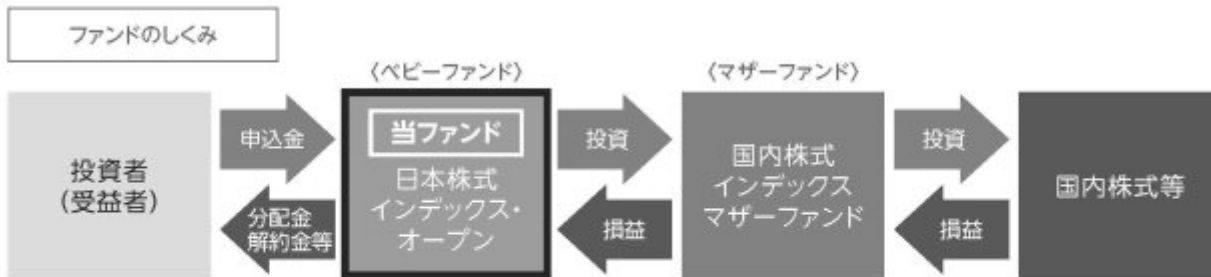 ファンドのしくみ
〈ベビーファンド〉
〈マザーファンド〉
投資者
(受益者)
申込金
分配金
解約金等
当ファンド
日本株式
インデックス・
オープン
投資
損益
国内株式
インデックス
マザーファンド
投資
損益
国内株式等